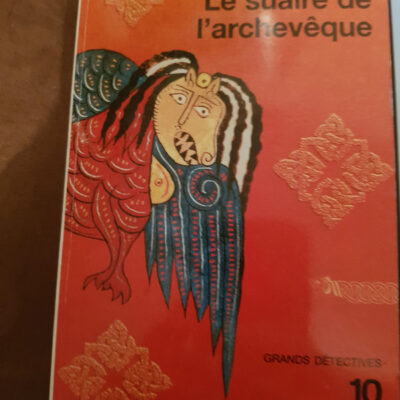 Le suaire de
l'archevêque
GRANDS DÉTECTIVES
10